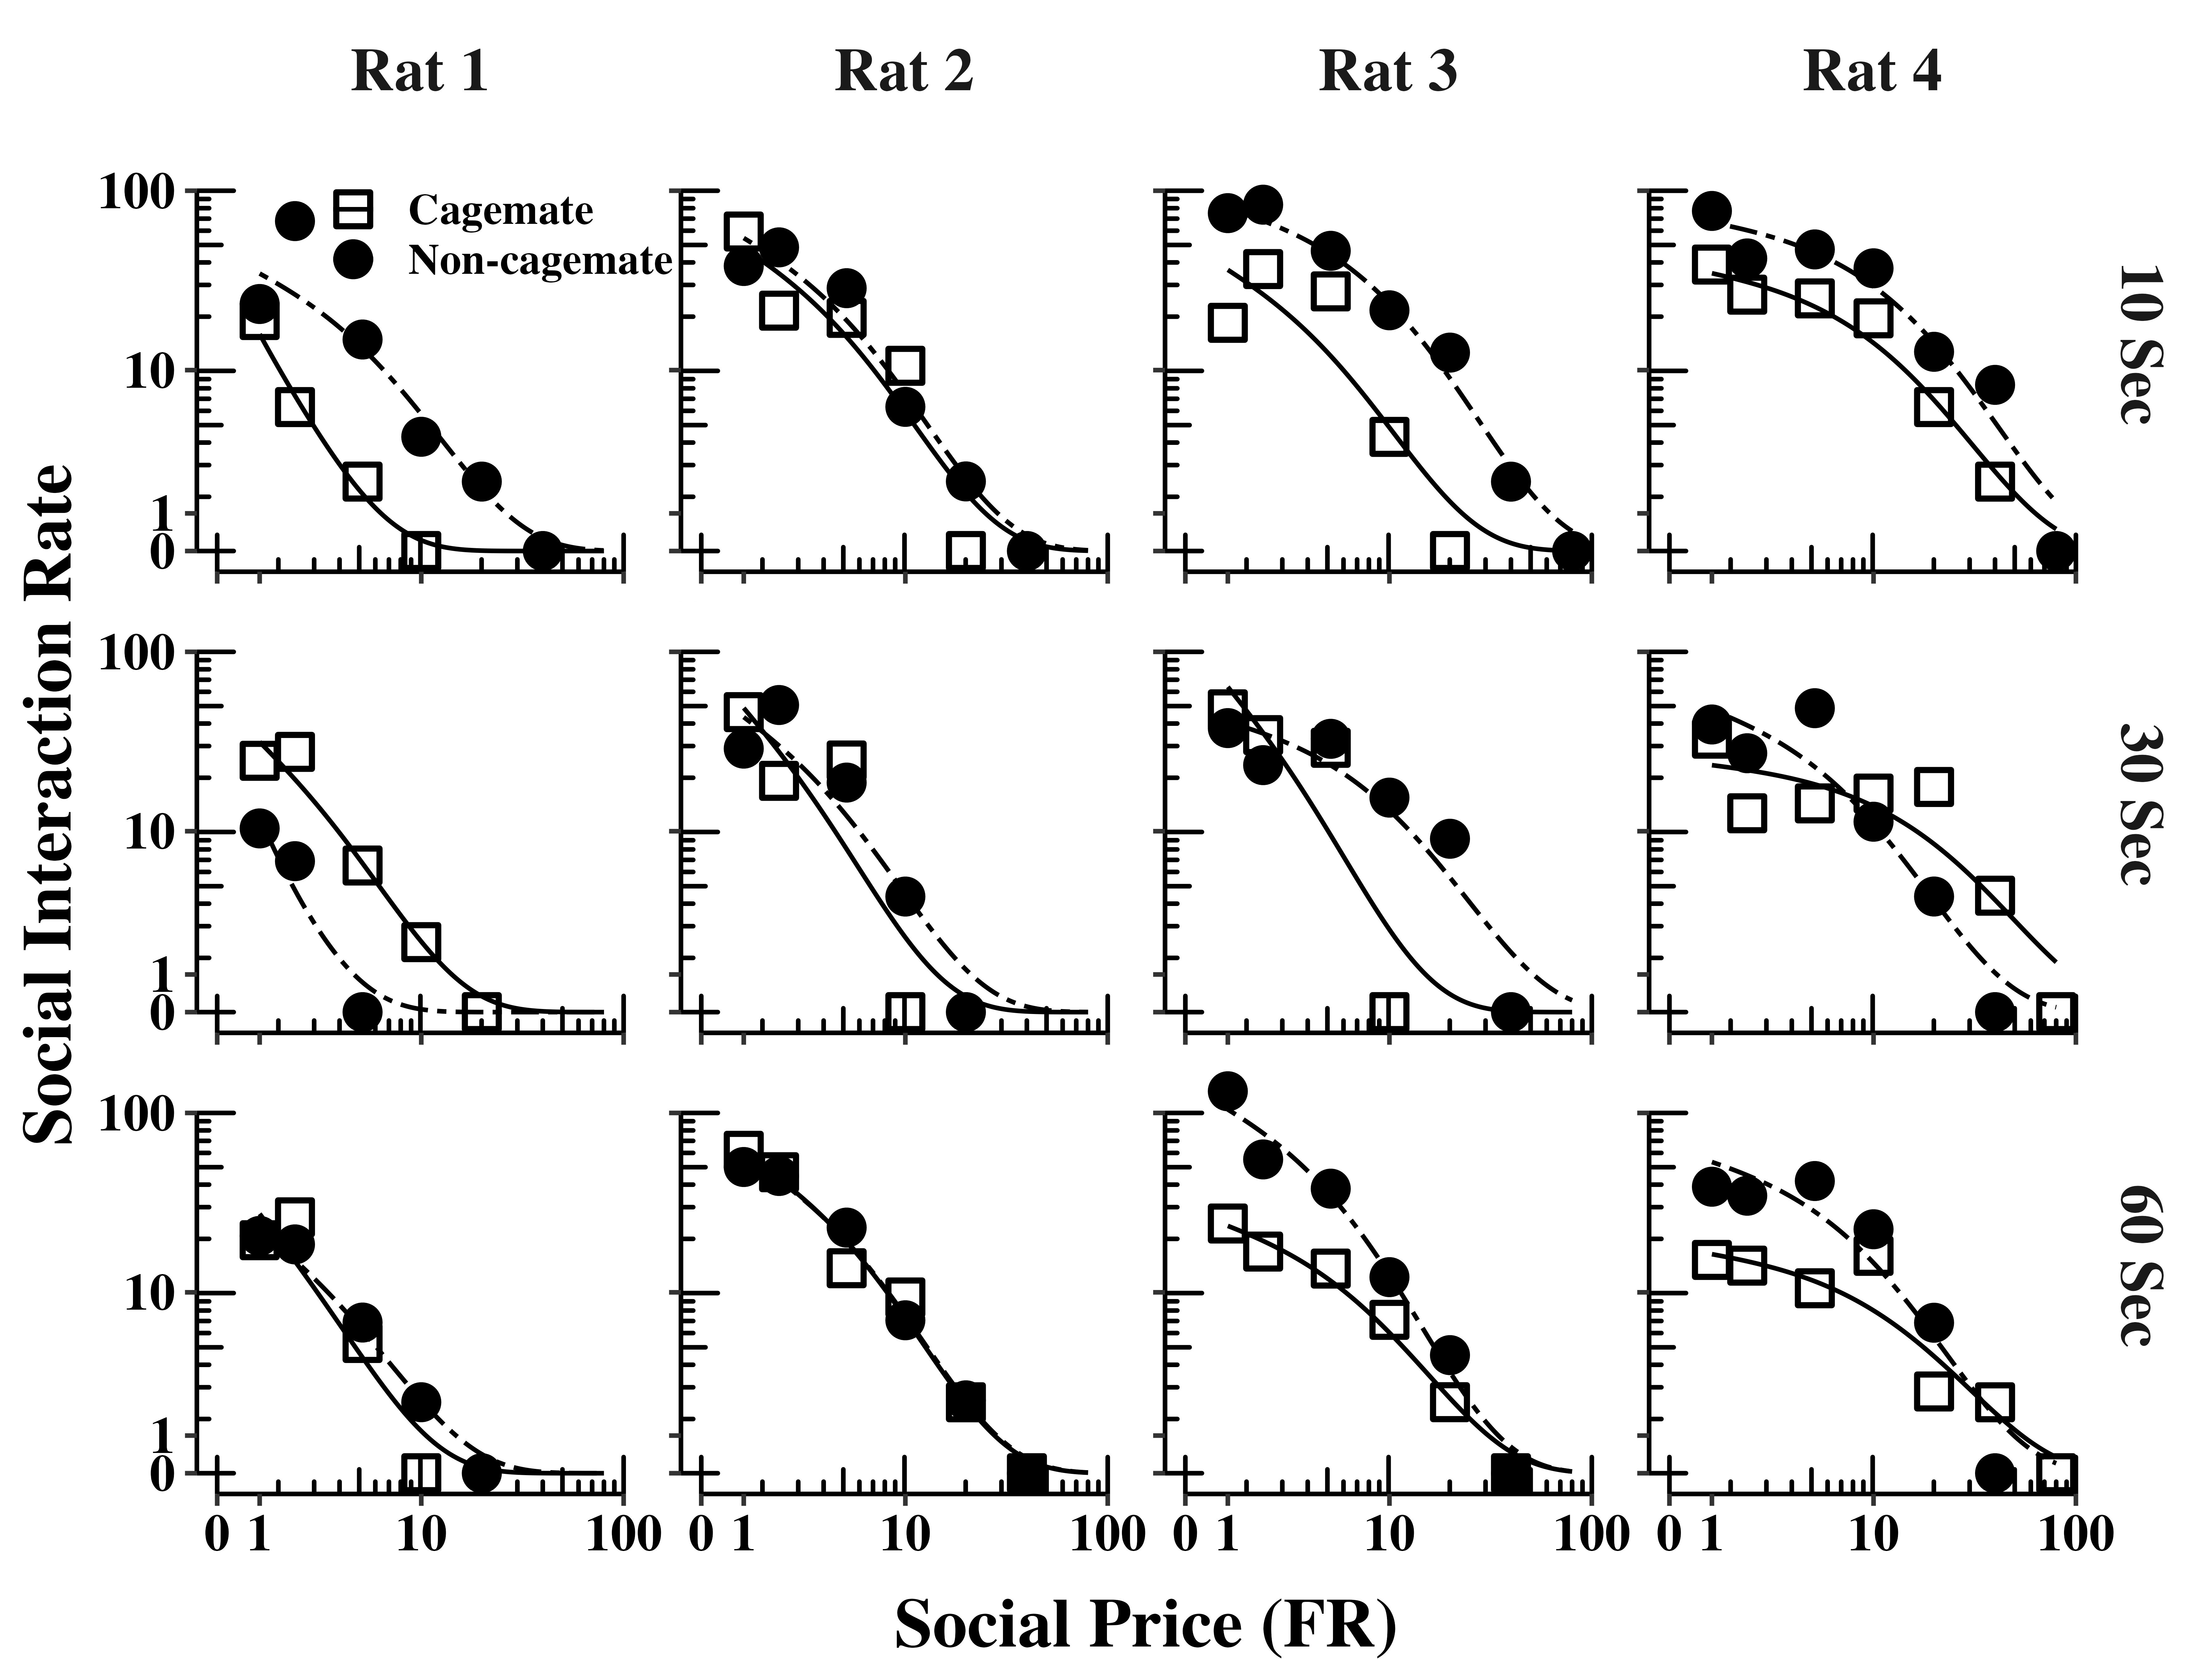 Rat 1 Rat 2 Rat 3 Rat 4
100
Cagemate
Non-cagemate
10
1
0
10 Sec
Social Interaction Rate
100
10
1
0
30 Sec
100
10
1
0
60 Sec
0 1 10 100 0 1 10 100 0 1 10 100 0 1 10 100
Social Price (FR)